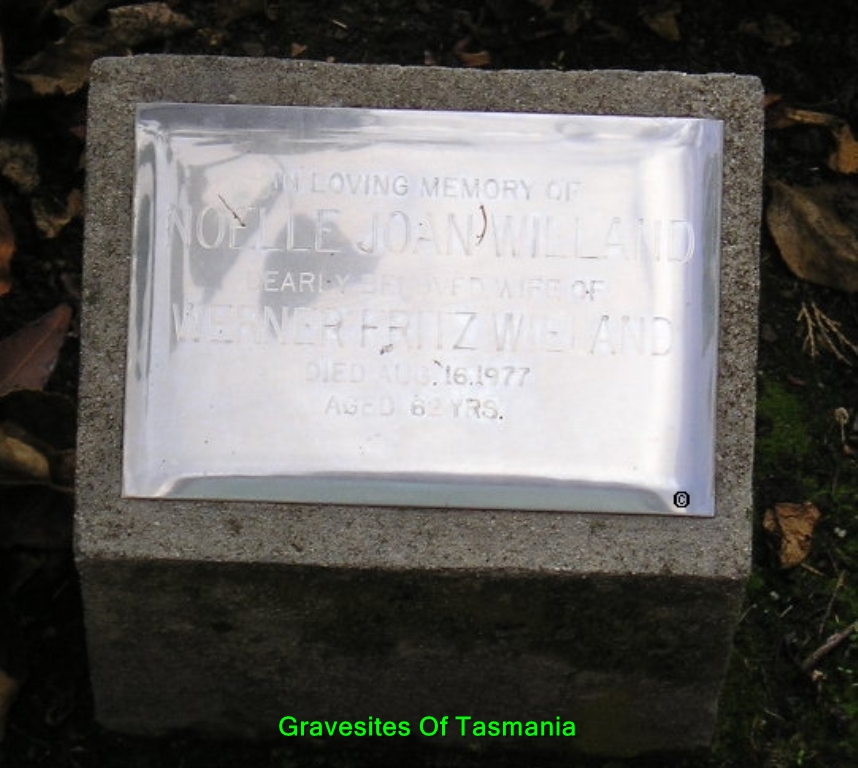 IN LOVING MEMORY OF
NOELLE JOAN WILLAND
DEARLY BELOVED WIFE OF
WERNER FRITZ WIELAND
DIED AUG. 16.1977
AGED 62 YRS.
©
Gravesites Of Tasmania